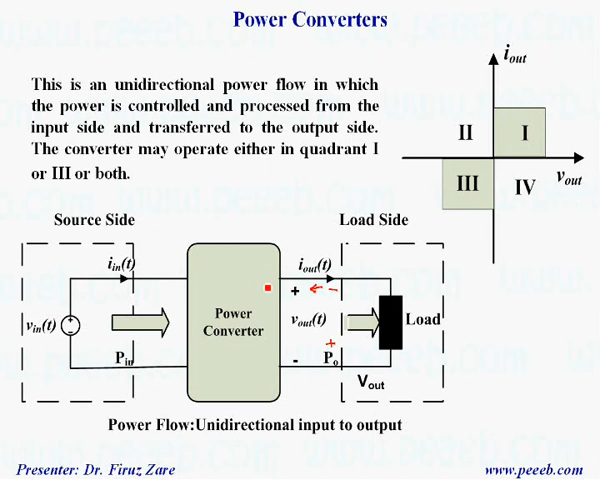 Power Converters
This is an unidirectional power flow in which
the power is controlled and processed from the
input side and transferred to the output side.
The converter may operate either in quadrant I
or III or both.
i_out
II I
v_out
III IV
Source Side Load Side
i_in(t) i_out(t)
+
v_in(t) + - Power Converter v_out(t) Load
+
P_in P_o
-
V_out
Power Flow:Unidirectional input to output
Presenter: Dr. Firuz Zare www.peeeb.com